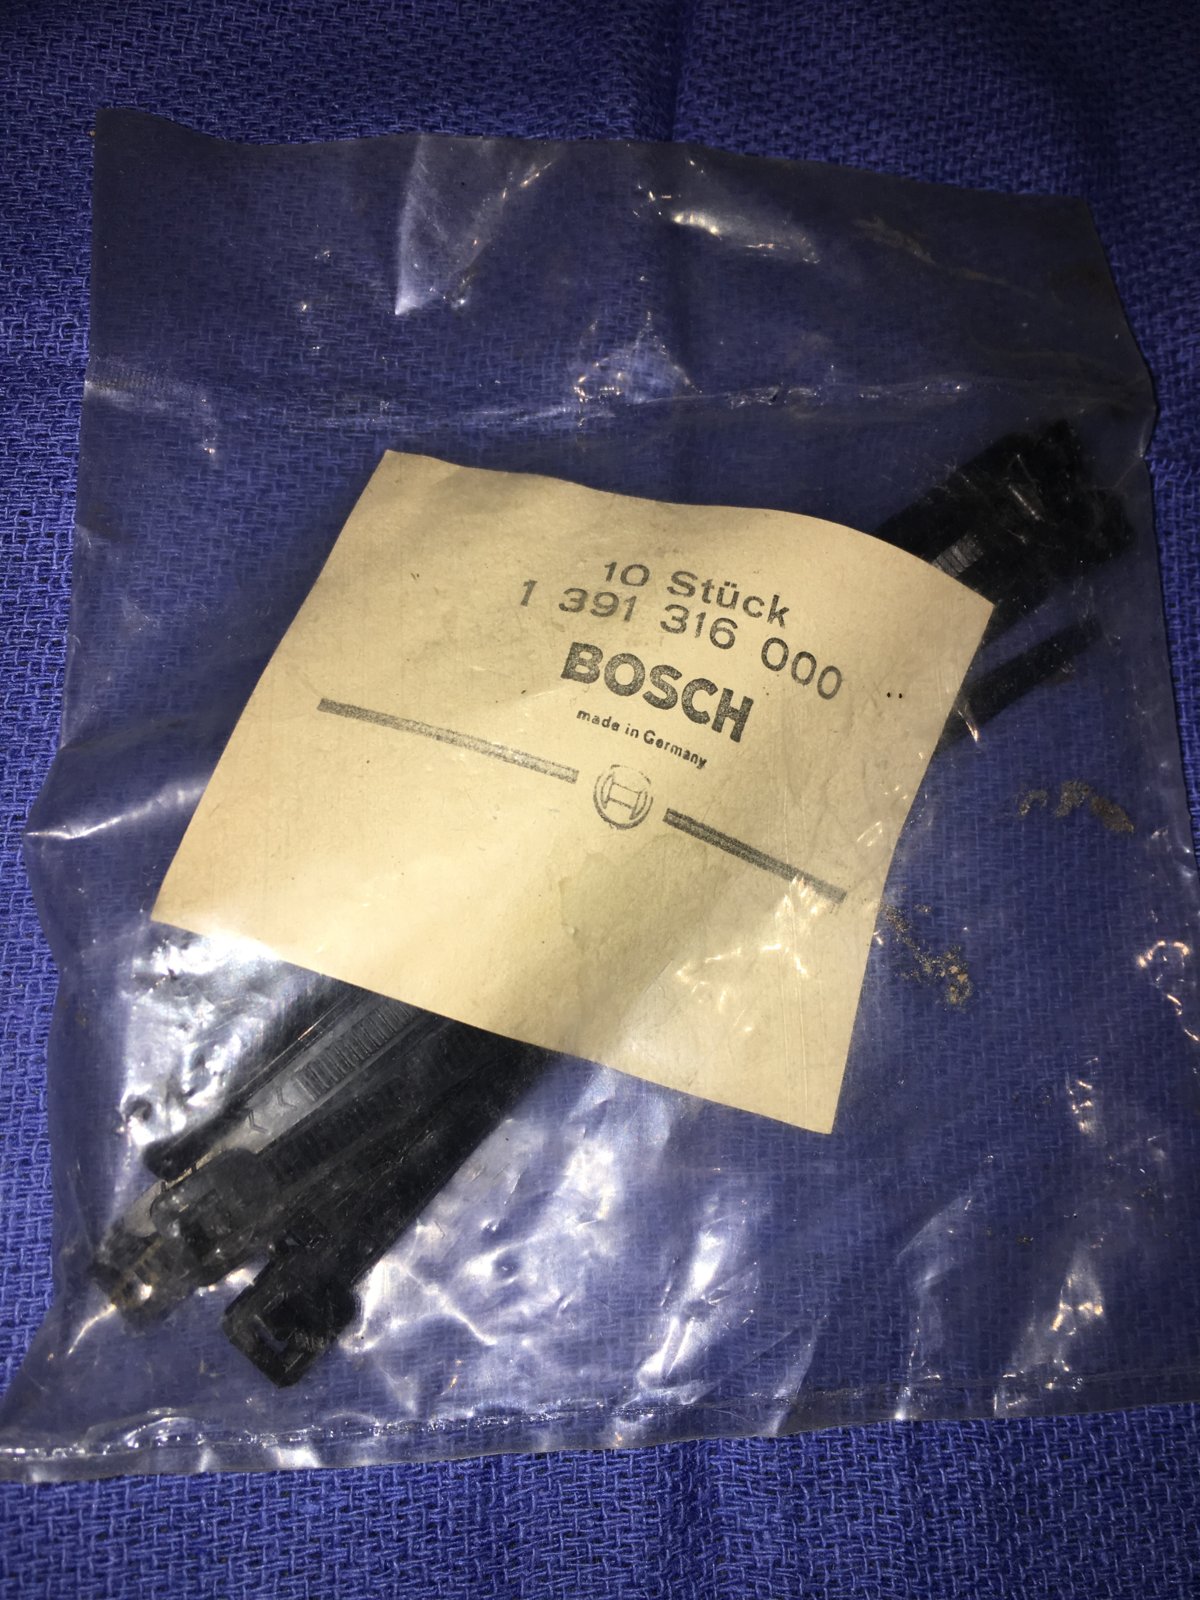 10 Stück
1 391 316 000
BOSCH
made in Germany